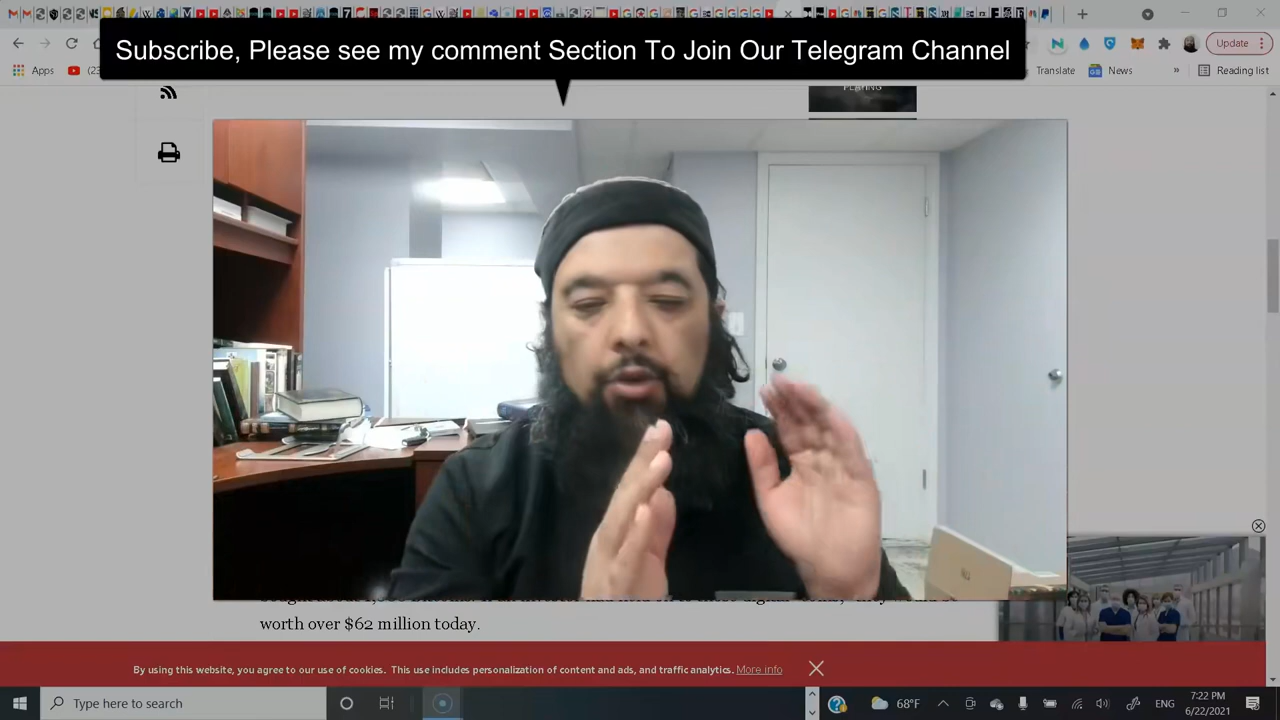 Subscribe, Please see my comment Section To Join Our Telegram Channel
Update
Apps
Translate
News
Reading list
PLAYING
worth over $62 million today.
By using this website, you agree to our use of cookies. This use includes personalization of content and ads, and traffic analytics. More info
Type here to search
68°F
ENG
7:22 PM
6/22/2021